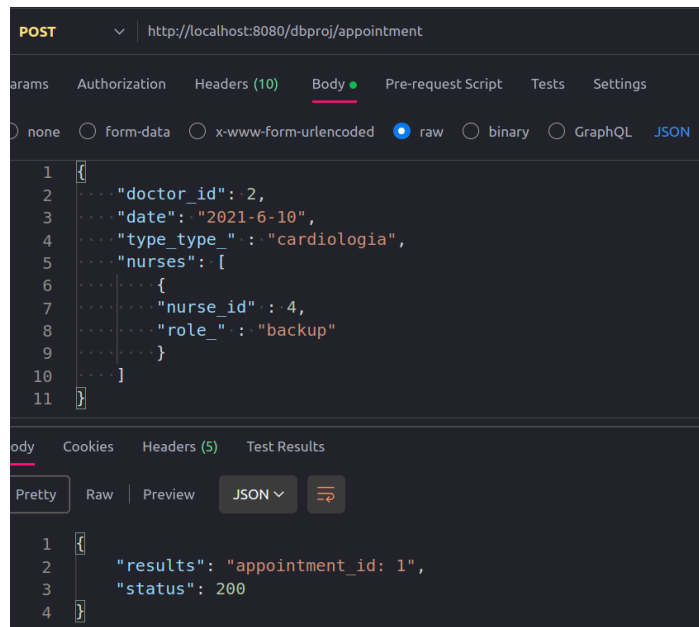 POST http://localhost:8080/dbproj/appointment
arams Authorization Headers (10) Body Pre-request Script Tests Settings
none form-data x-www-form-urlencoded raw binary GraphQL JSON
1 {
2 "doctor_id": 2,
3 "date": "2021-6-10",
4 "type_type_" : "cardiologia",
5 "nurses": [
6 {
7 "nurse_id" : 4,
8 "role_" : "backup"
9 }
10 ]
11 }
ody Cookies Headers (5) Test Results
Pretty Raw Preview JSON
1 {
2 "results": "appointment_id: 1",
3 "status": 200
4 }